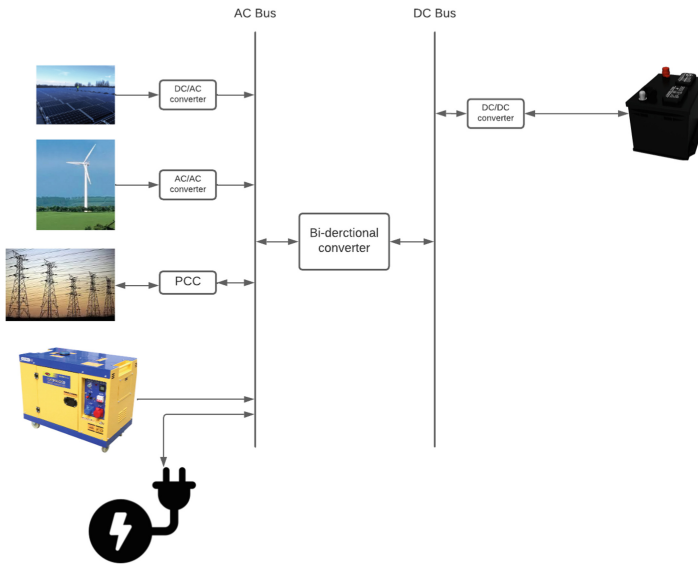 AC Bus
DC Bus
DC/AC
converter
DC/DC
converter
AC/AC
converter
Bi-derctional
converter
PCC